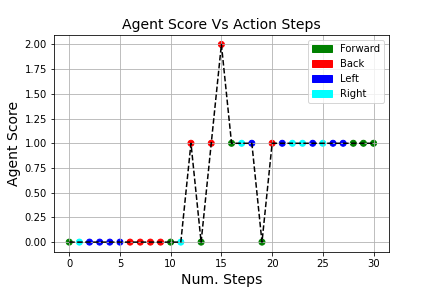 Agent Score Vs Action Steps
2.00
1.75
1.50
1.25
1.00
0.75
0.50
0.25
0.00
Agent Score
Forward
Back
Left
Right
0 5 10 15 20 25 30
Num. Steps